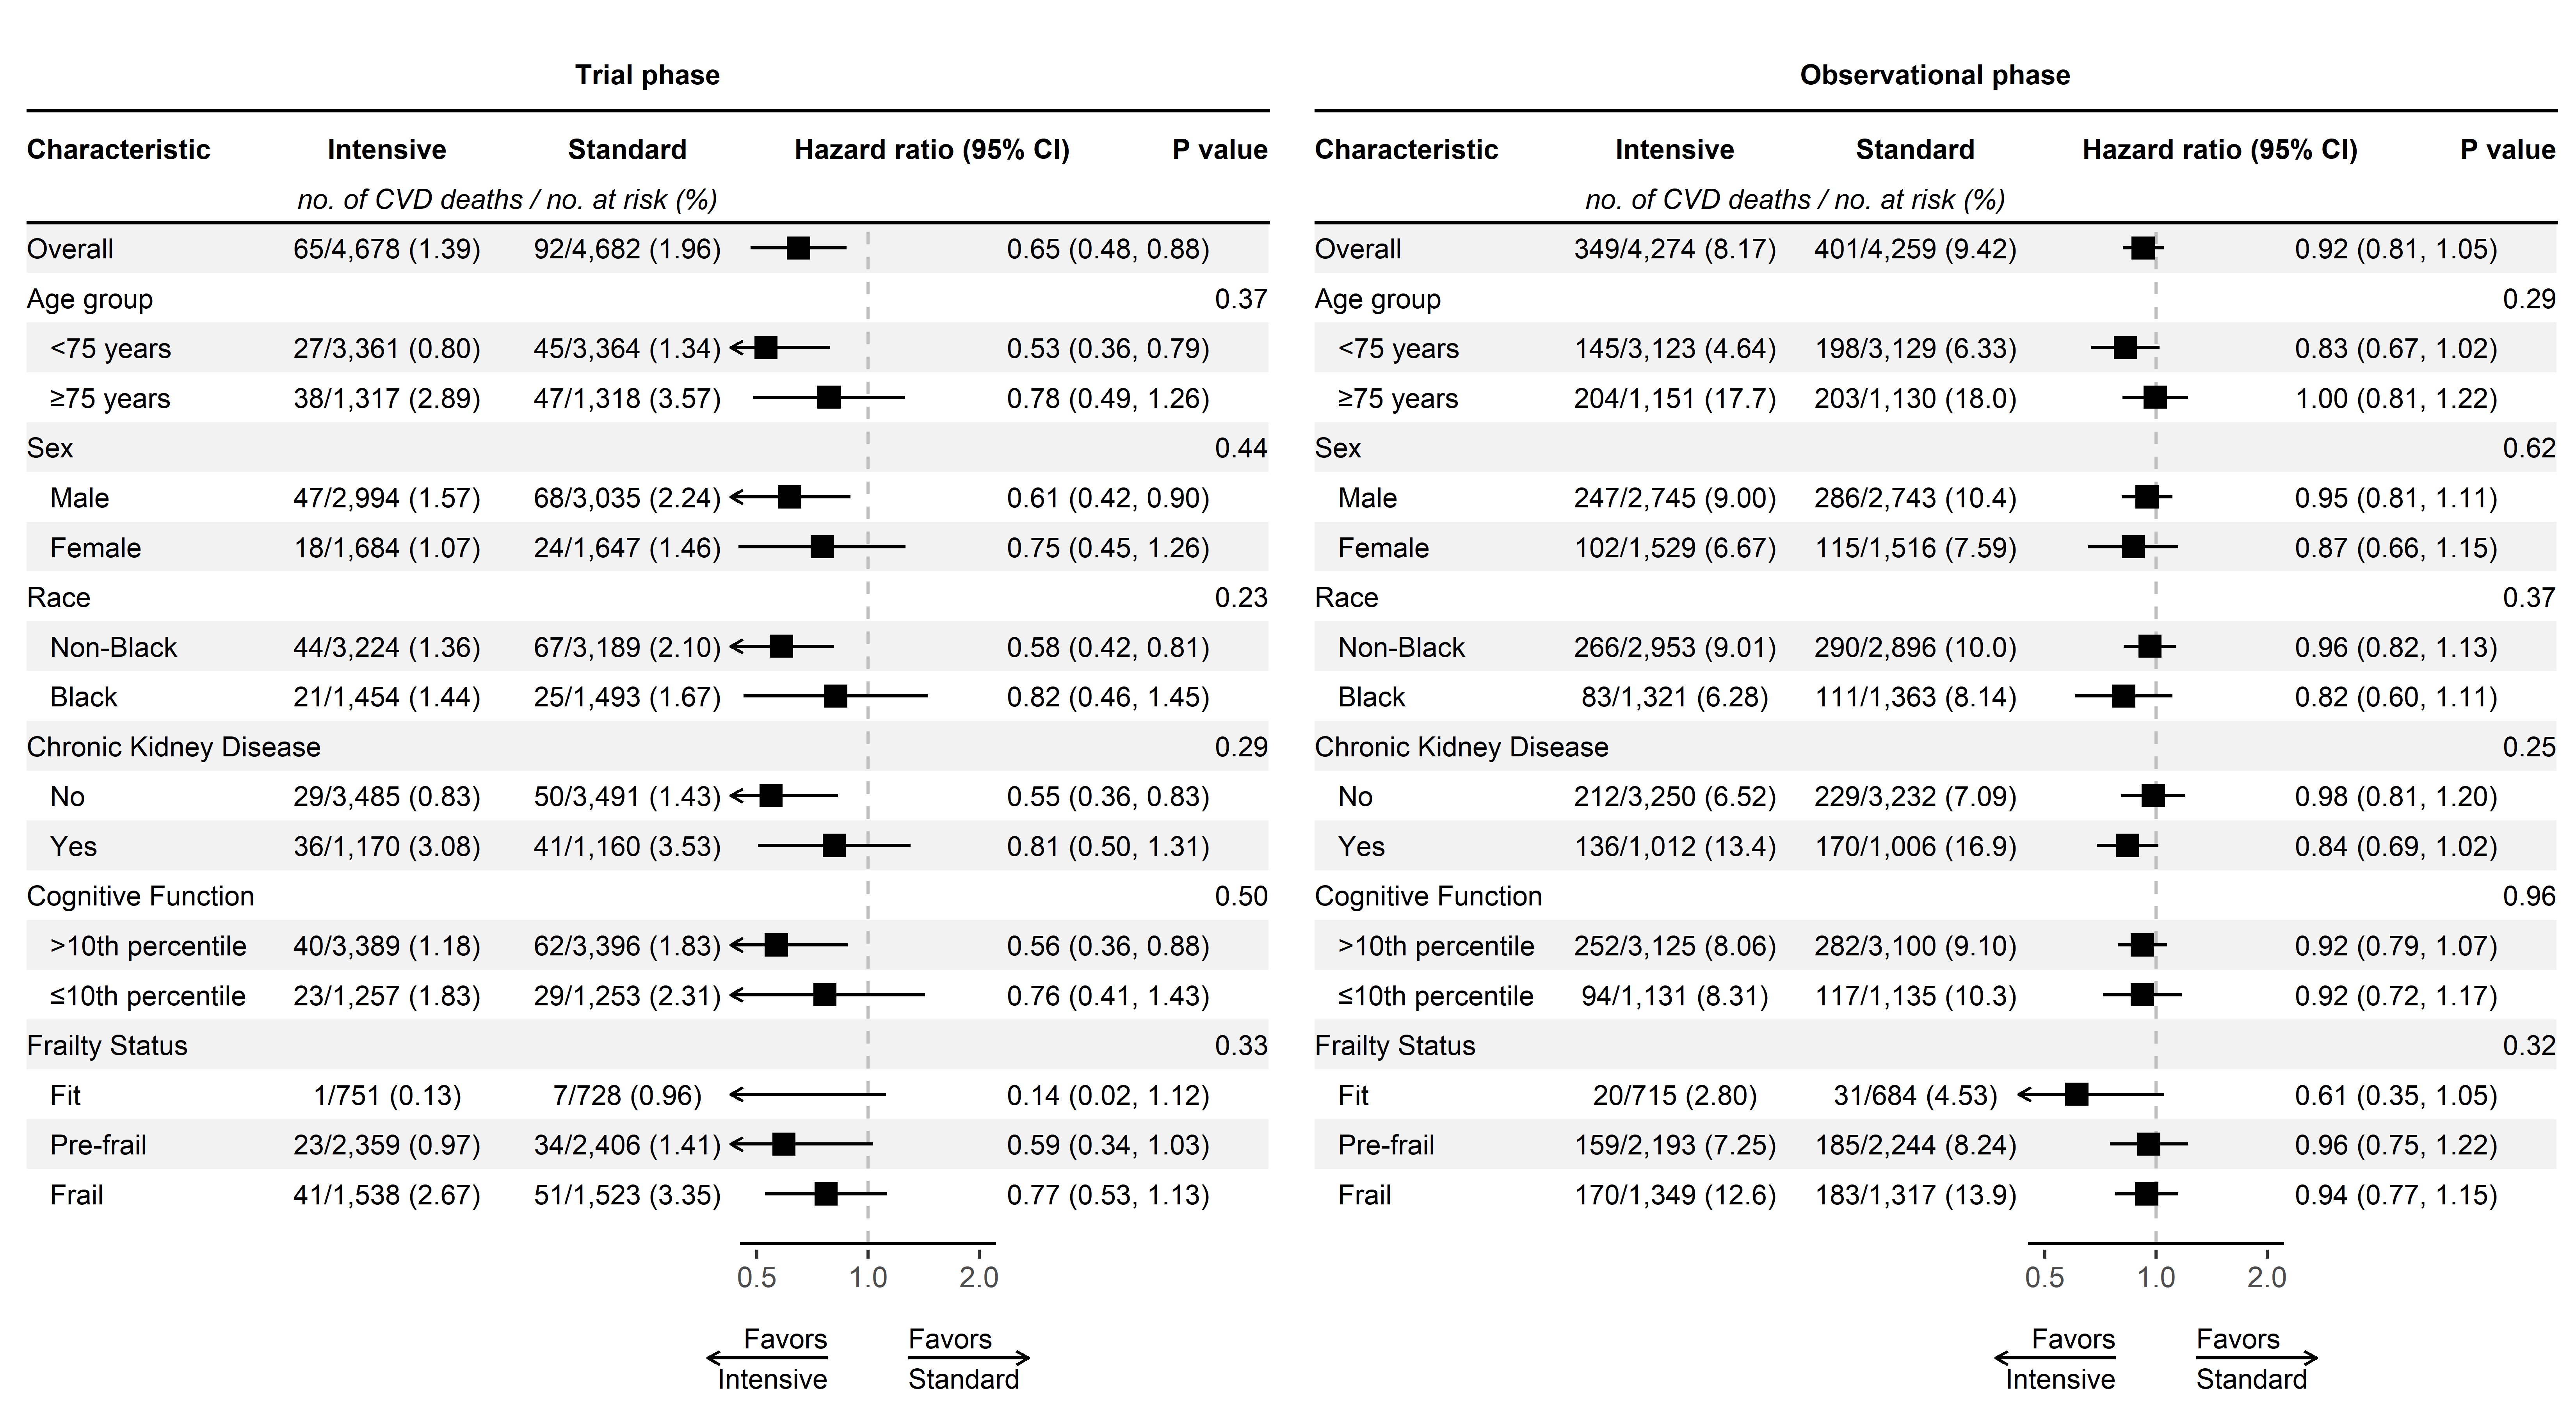 Trial phase
Characteristic Intensive Standard Hazard ratio (95% CI) P value
no. of CVD deaths / no. at risk (%)
Overall 65/4,678 (1.39) 92/4,682 (1.96) 0.65 (0.48, 0.88)
Age group 0.37
<75 years 27/3,361 (0.80) 45/3,364 (1.34) 0.53 (0.36, 0.79)
≥75 years 38/1,317 (2.89) 47/1,318 (3.57) 0.78 (0.49, 1.26)
Sex 0.44
Male 47/2,994 (1.57) 68/3,035 (2.24) 0.61 (0.42, 0.90)
Female 18/1,684 (1.07) 24/1,647 (1.46) 0.75 (0.45, 1.26)
Race 0.23
Non-Black 44/3,224 (1.36) 67/3,189 (2.10) 0.58 (0.42, 0.81)
Black 21/1,454 (1.44) 25/1,493 (1.67) 0.82 (0.46, 1.45)
Chronic Kidney Disease 0.29
No 29/3,485 (0.83) 50/3,491 (1.43) 0.55 (0.36, 0.83)
Yes 36/1,170 (3.08) 41/1,160 (3.53) 0.81 (0.50, 1.31)
Cognitive Function 0.50
>10th percentile 40/3,389 (1.18) 62/3,396 (1.83) 0.56 (0.36, 0.88)
≤10th percentile 23/1,257 (1.83) 29/1,253 (2.31) 0.76 (0.41, 1.43)
Frailty Status 0.33
Fit 1/751 (0.13) 7/728 (0.96) 0.14 (0.02, 1.12)
Pre-frail 23/2,359 (0.97) 34/2,406 (1.41) 0.59 (0.34, 1.03)
Frail 41/1,538 (2.67) 51/1,523 (3.35) 0.77 (0.53, 1.13)
0.5 1.0 2.0
Favors Favors
Intensive Standard
Observational phase
Characteristic Intensive Standard Hazard ratio (95% CI) P value
no. of CVD deaths / no. at risk (%)
Overall 349/4,274 (8.17) 401/4,259 (9.42) 0.92 (0.81, 1.05)
Age group 0.29
<75 years 145/3,123 (4.64) 198/3,129 (6.33) 0.83 (0.67, 1.02)
≥75 years 204/1,151 (17.7) 203/1,130 (18.0) 1.00 (0.81, 1.22)
Sex 0.62
Male 247/2,745 (9.00) 286/2,743 (10.4) 0.95 (0.81, 1.11)
Female 102/1,529 (6.67) 115/1,516 (7.59) 0.87 (0.66, 1.15)
Race 0.37
Non-Black 266/2,953 (9.01) 290/2,896 (10.0) 0.96 (0.82, 1.13)
Black 83/1,321 (6.28) 111/1,363 (8.14) 0.82 (0.60, 1.11)
Chronic Kidney Disease 0.25
No 212/3,250 (6.52) 229/3,232 (7.09) 0.98 (0.81, 1.20)
Yes 136/1,012 (13.4) 170/1,006 (16.9) 0.84 (0.69, 1.02)
Cognitive Function 0.96
>10th percentile 252/3,125 (8.06) 282/3,100 (9.10) 0.92 (0.79, 1.07)
≤10th percentile 94/1,131 (8.31) 117/1,135 (10.3) 0.92 (0.72, 1.17)
Frailty Status 0.32
Fit 20/715 (2.80) 31/684 (4.53) 0.61 (0.35, 1.05)
Pre-frail 159/2,193 (7.25) 185/2,244 (8.24) 0.96 (0.75, 1.22)
Frail 170/1,349 (12.6) 183/1,317 (13.9) 0.94 (0.77, 1.15)
0.5 1.0 2.0
Favors Favors
Intensive Standard